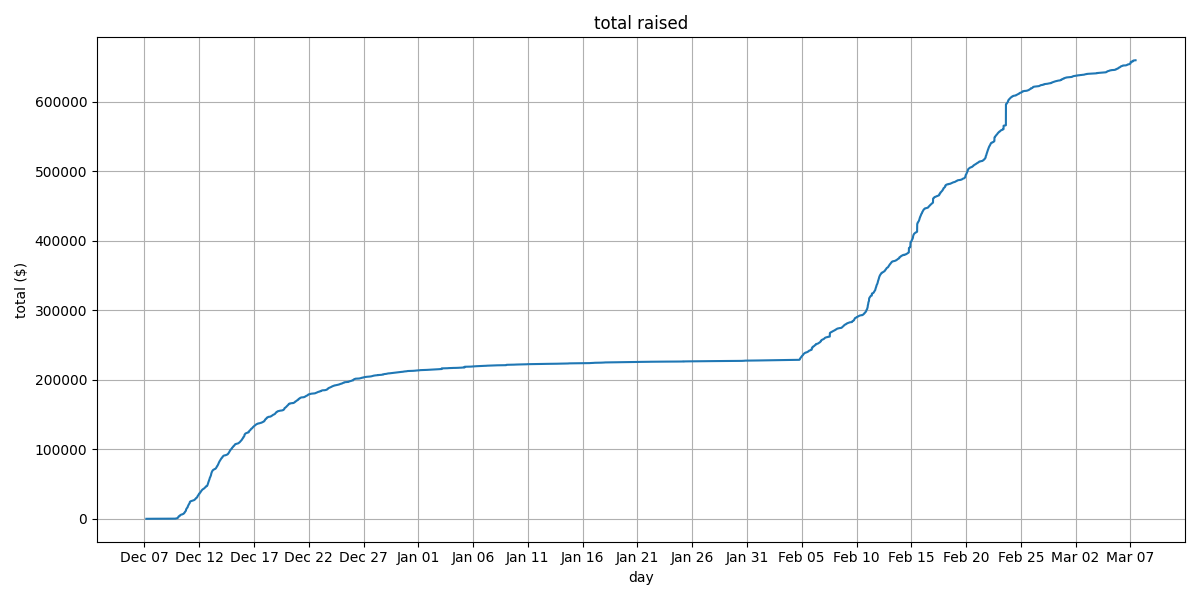 total raised
total ($)
600000
500000
400000
300000
200000
100000
0
Dec 07 Dec 12 Dec 17 Dec 22 Dec 27 Jan 01 Jan 06 Jan 11 Jan 16 Jan 21 Jan 26 Jan 31 Feb 05 Feb 10 Feb 15 Feb 20 Feb 25 Mar 02 Mar 07
day